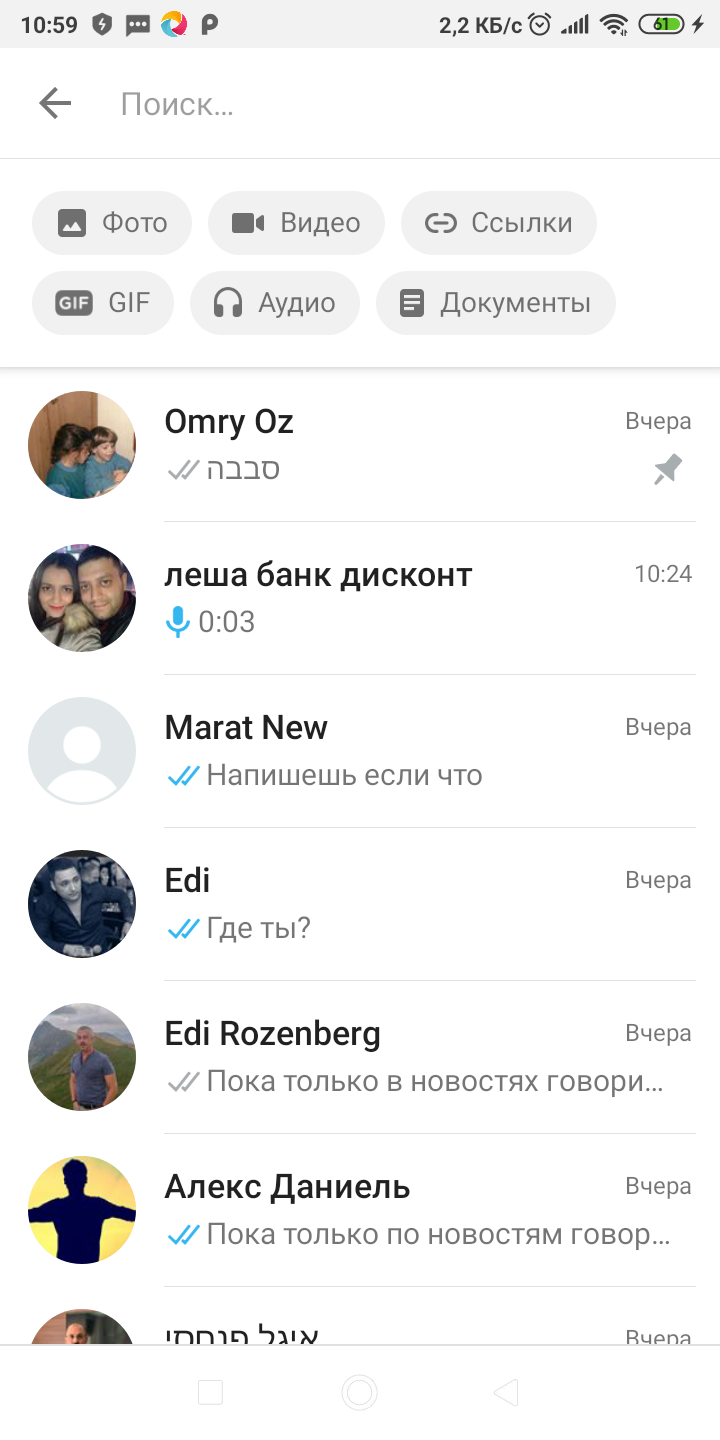 10:59 2,2 КБ/с 61
Поиск...
Фото Видео Ссылки
GIF GIF Аудио Документы
Omry Oz Вчера
סבבה
леша банк дисконт 10:24
0:03
Marat New Вчера
Напишешь если что
Edi Вчера
Где ты?
Edi Rozenberg Вчера
Пока только в новостях говори...
Алекс Даниель Вчера
Пока только по новостям говор...
איגל פנחסי Вчера